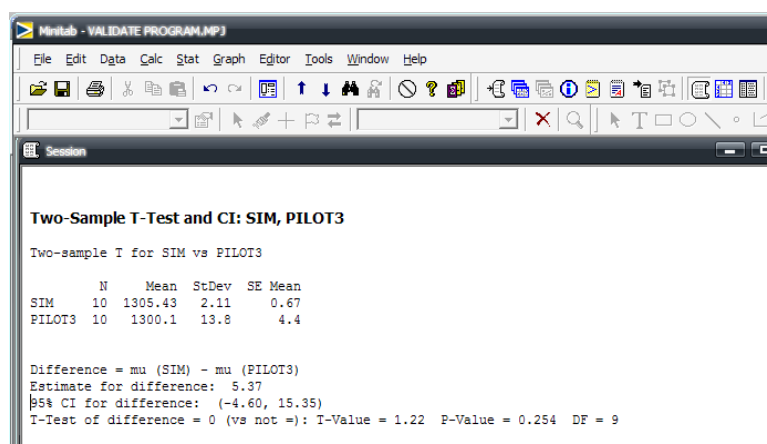 Minitab - VALIDATE PROGRAM.MPJ
File Edit Data Calc Stat Graph Editor Tools Window Help
Session
Two-Sample T-Test and CI: SIM, PILOT3
Two-sample T for SIM vs PILOT3
N Mean StDev SE Mean
SIM 10 1305.43 2.11 0.67
PILOT3 10 1300.1 13.8 4.4
Difference = mu (SIM) - mu (PILOT3)
Estimate for difference: 5.37
95% CI for difference: (-4.60, 15.35)
T-Test of difference = 0 (vs not =): T-Value = 1.22 P-Value = 0.254 DF = 9